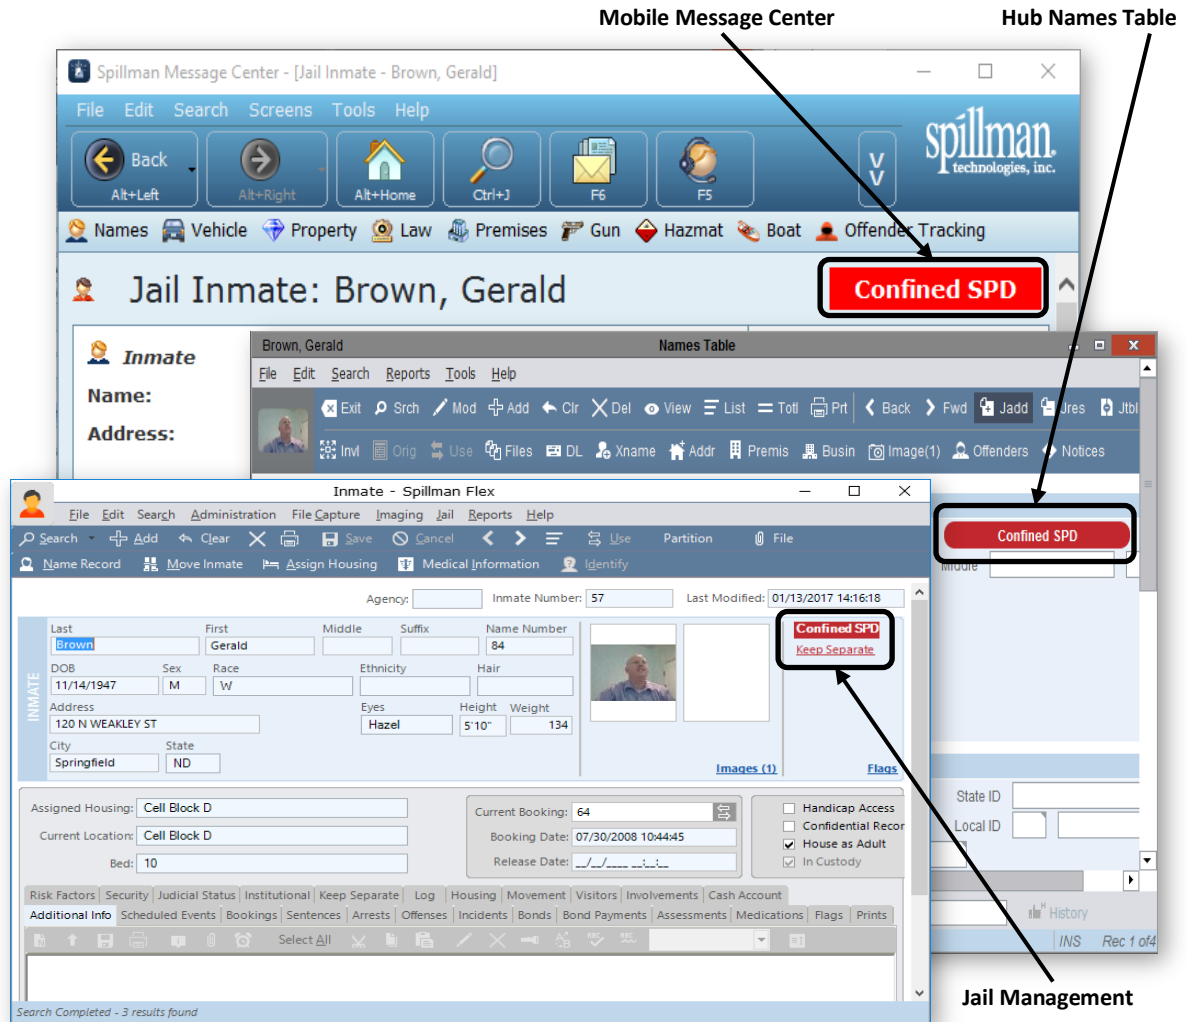 Mobile Message Center
Hub Names Table
Spillman Message Center - [Jail Inmate - Brown, Gerald]
File Edit Search Screens Tools Help
spillman.
technologies, inc.
Back
Alt+Left
Alt+Right
Alt+Home
Ctrl+J
F6
F5
Names Vehicle Property Law Premises Gun Hazmat Boat Offender Tracking
Jail Inmate: Brown, Gerald
Confined SPD
Inmate
Name:
Address:
Brown, Gerald
Names Table
File Edit Search Reports Tools Help
Exit Srch Mod Add Clr Del View List Totl Prt Back Fwd Jadd Jres Jtbl
Invl Orig Use Files DL Xname Addr Premis Busin Image(1) Offenders Notices
Confined SPD
Middle
State ID
Local ID
History
INS Rec 1 of4
Inmate - Spillman Flex
File Edit Search Administration File Capture Imaging Jail Reports Help
Search Add Clear Save Cancel Use Partition File
Name Record Move Inmate Assign Housing Medical Information Identify
Agency: Inmate Number: 57 Last Modified: 01/13/2017 14:16:18
INMATE
Last First Middle Suffix Name Number
Brown Gerald 84
Confined SPD
Keep Separate
DOB Sex Race Ethnicity Hair
11/14/1947 M W
Address Eyes Height Weight
120 N WEAKLEY ST Hazel 5'10" 134
City State
Springfield ND
Images (1)
Flags
Assigned Housing: Cell Block D
Current Location: Cell Block D
Bed: 10
Current Booking: 64
Booking Date: 07/30/2008 10:44:45
Release Date: __/__/____ __:__:__
Handicap Access
Confidential Recor
House as Adult
In Custody
Risk Factors Security Judicial Status Institutional Keep Separate Log Housing Movement Visitors Involvements Cash Account
Additional Info Scheduled Events Bookings Sentences Arrests Offenses Incidents Bonds Bond Payments Assessments Medications Flags Prints
Select All
Search Completed - 3 results found
Jail Management